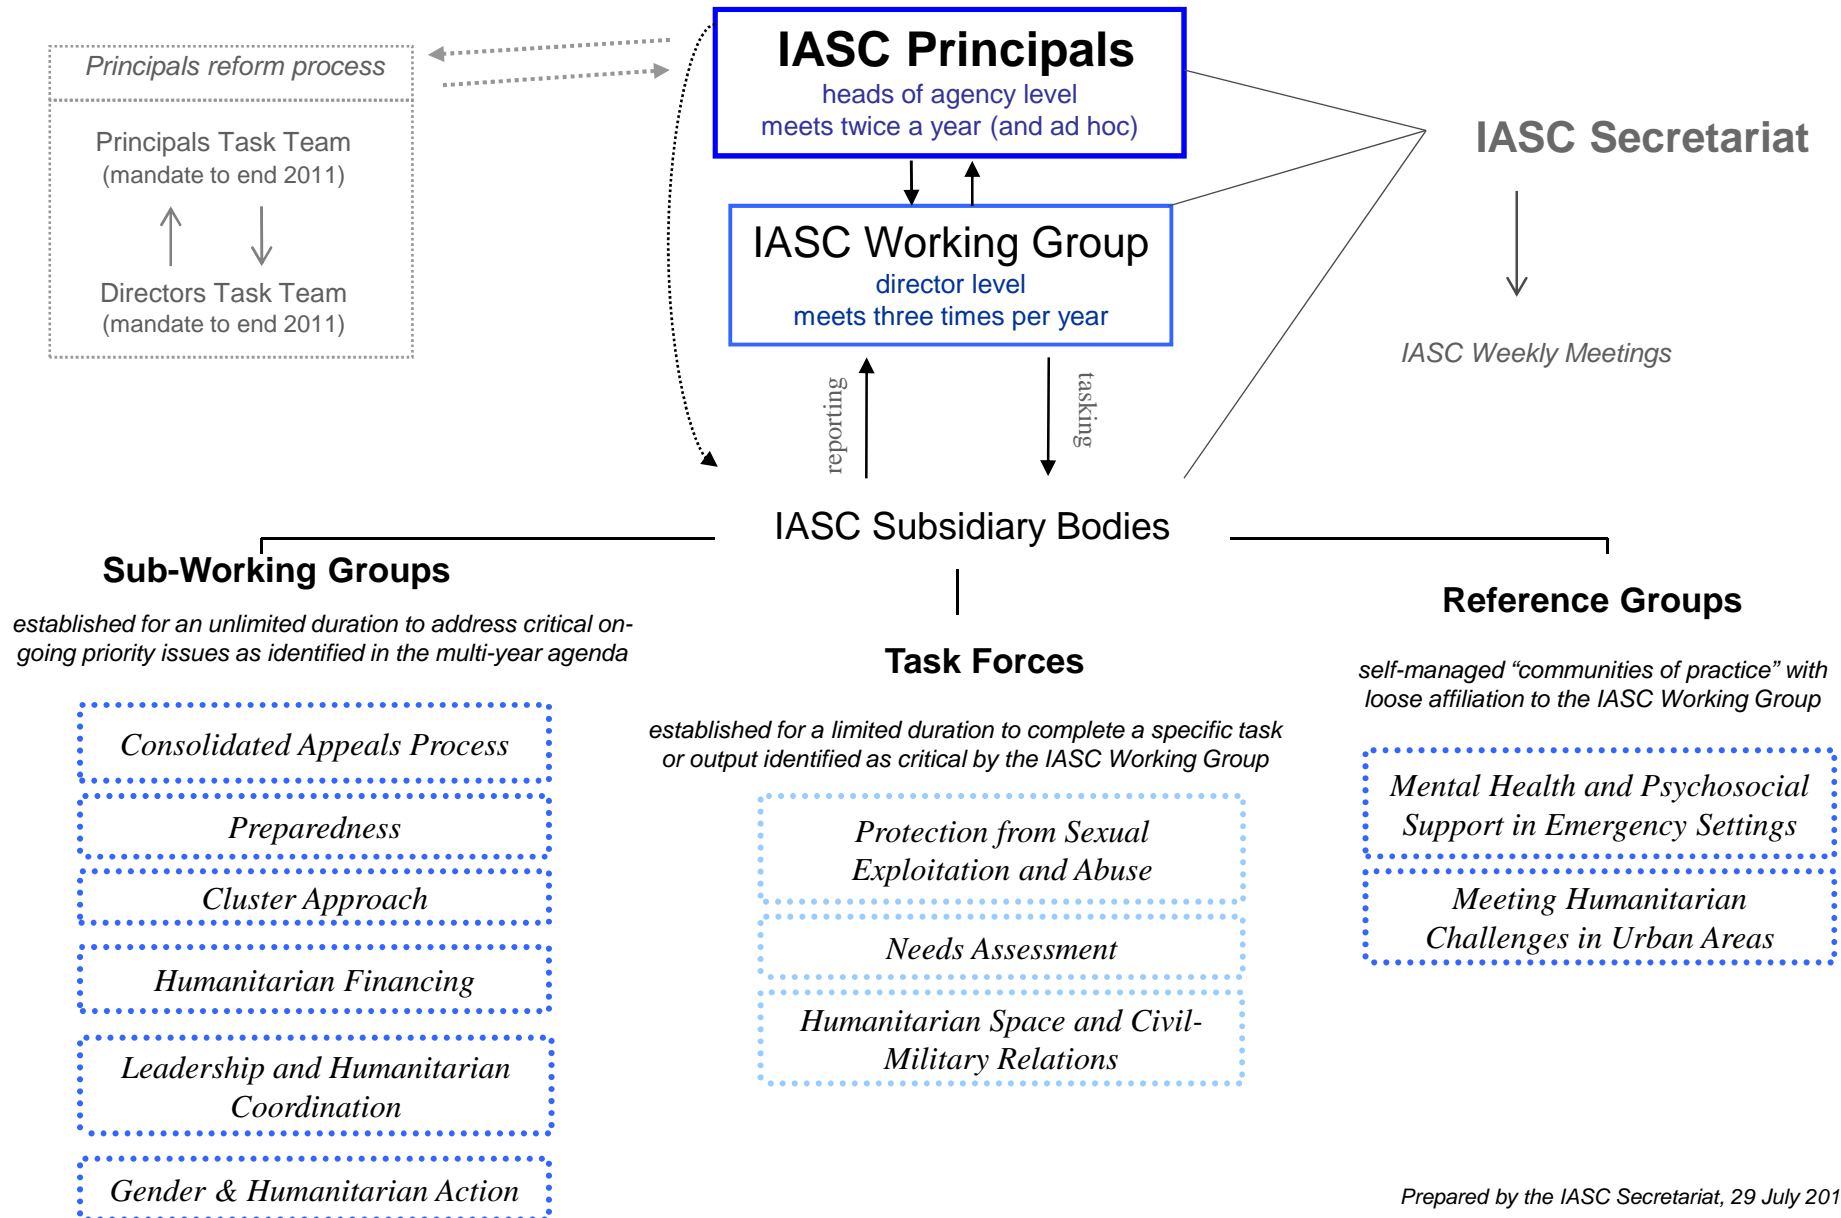 Principals reform process
Principals Task Team
(mandate to end 2011)
Directors Task Team
(mandate to end 2011)
IASC Principals
heads of agency level
meets twice a year (and ad hoc)
IASC Working Group
director level
meets three times per year
IASC Secretariat
IASC Weekly Meetings
reporting
tasking
IASC Subsidiary Bodies
Sub-Working Groups
established for an unlimited duration to address critical on-
going priority issues as identified in the multi-year agenda
Consolidated Appeals Process
Preparedness
Cluster Approach
Humanitarian Financing
Leadership and Humanitarian
Coordination
Gender & Humanitarian Action
Task Forces
established for a limited duration to complete a specific task
or output identified as critical by the IASC Working Group
Protection from Sexual
Exploitation and Abuse
Needs Assessment
Humanitarian Space and Civil-
Military Relations
Reference Groups
self-managed “communities of practice” with
loose affiliation to the IASC Working Group
Mental Health and Psychosocial
Support in Emergency Settings
Meeting Humanitarian
Challenges in Urban Areas
Prepared by the IASC Secretariat, 29 July 201